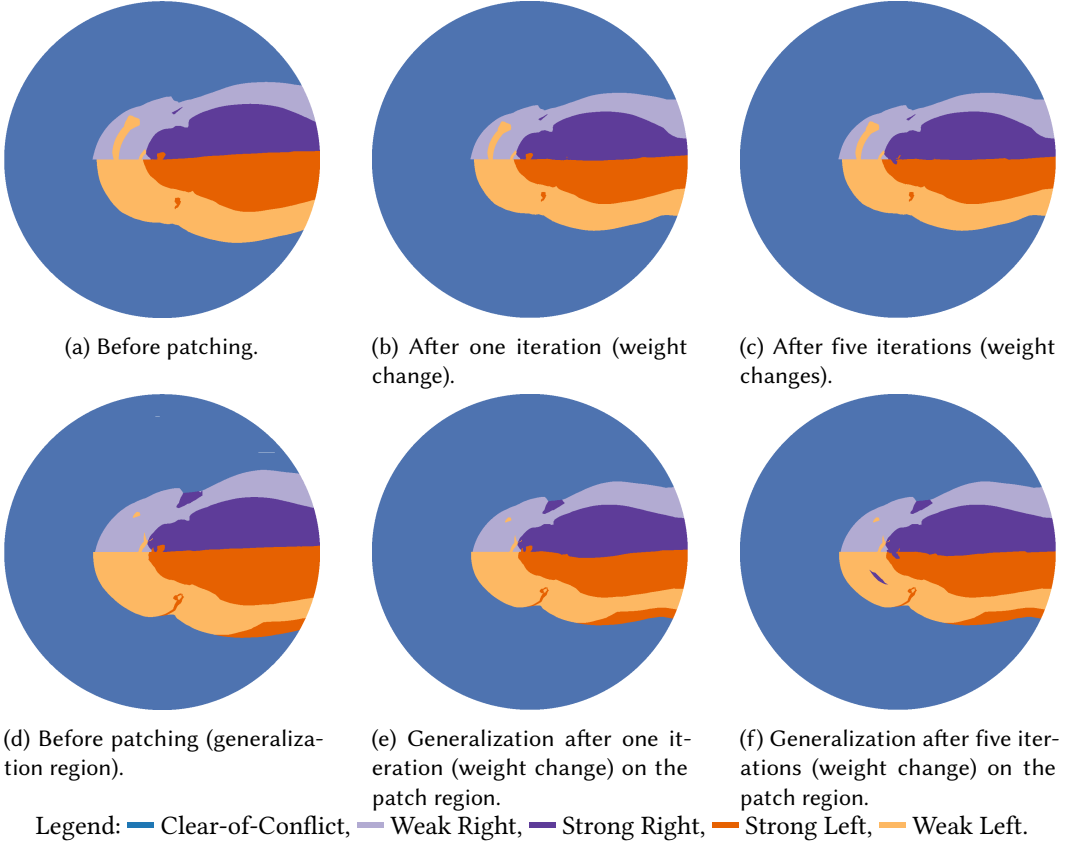 (a) Before patching.
(b) After one iteration (weight
change).
(c) After five iterations (weight
changes).
(d) Before patching (generaliza-
tion region).
(e) Generalization after one it-
eration (weight change) on the
patch region.
(f) Generalization after five iter-
ations (weight change) on the
patch region.
Legend: Clear-of-Conflict, Weak Right, Strong Right, Strong Left, Weak Left.